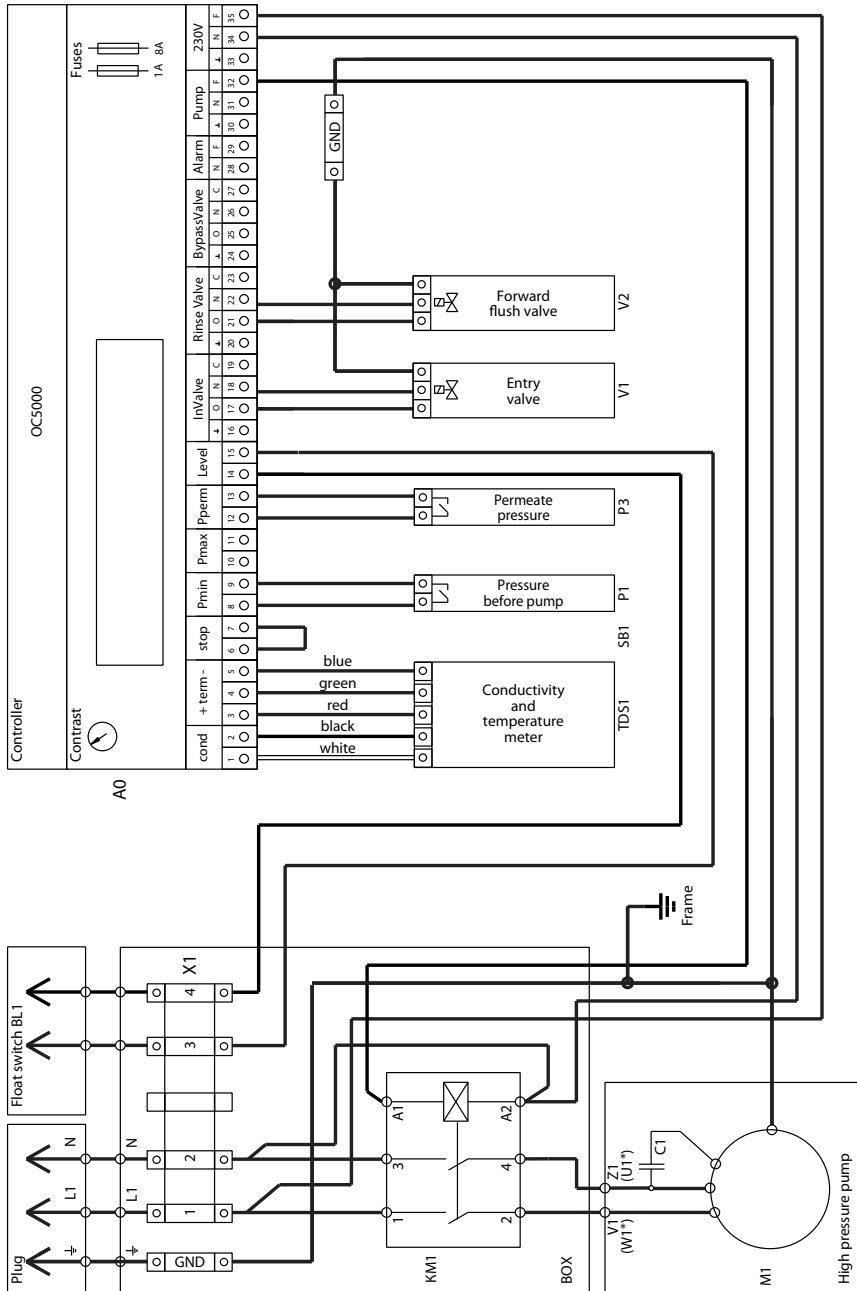 Controller
OC5000
Contrast
Fuses
1A
8A
A0
cond
+ term -
stop
Pmin
Pmax
Pperm
Level
InValve
Rinse Valve
BypassValve
Alarm
Pump
230V
O N C
O N C
O N C
N F
N F
N F
1 2 3 4 5 6 7 8 9 10 11 12 13 14 15 16 17 18 19 20 21 22 23 24 25 26 27 28 29 30 31 32 33 34 35
white
black
red
green
blue
Conductivity
and
temperature
meter
TDS1
SB1
Pressure
before pump
P1
Permeate
pressure
P3
Entry
valve
V1
Forward
flush valve
V2
GND
Plug
L1
N
Float switch BL1
L1
N
X1
GND
1
2
3
4
Frame
KM1
1
3
A1
2
4
A2
BOX
V1
(W1*)
Z1
(U1*)
C1
M1
High pressure pump